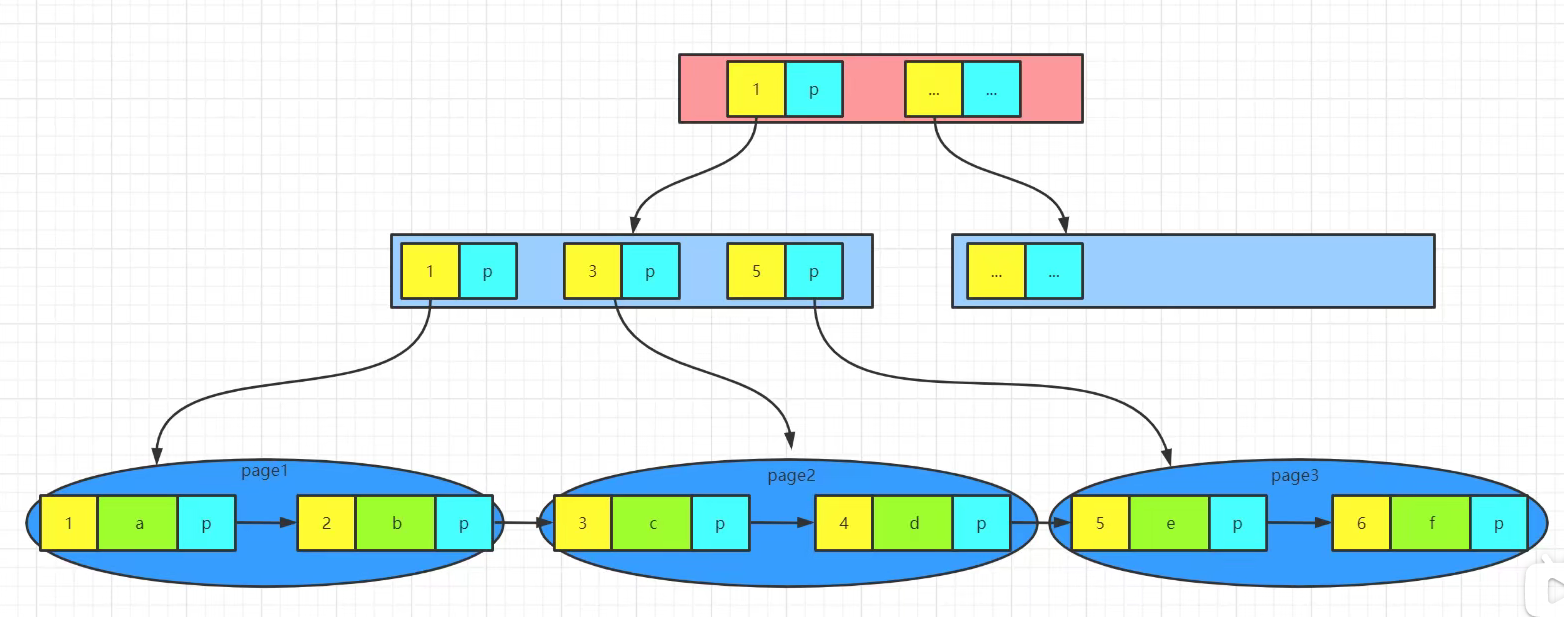 1 p ... ...
1 p 3 p 5 p ... ...
page1 page2 page3
1 a p 2 b p 3 c p 4 d p 5 e p 6 f p